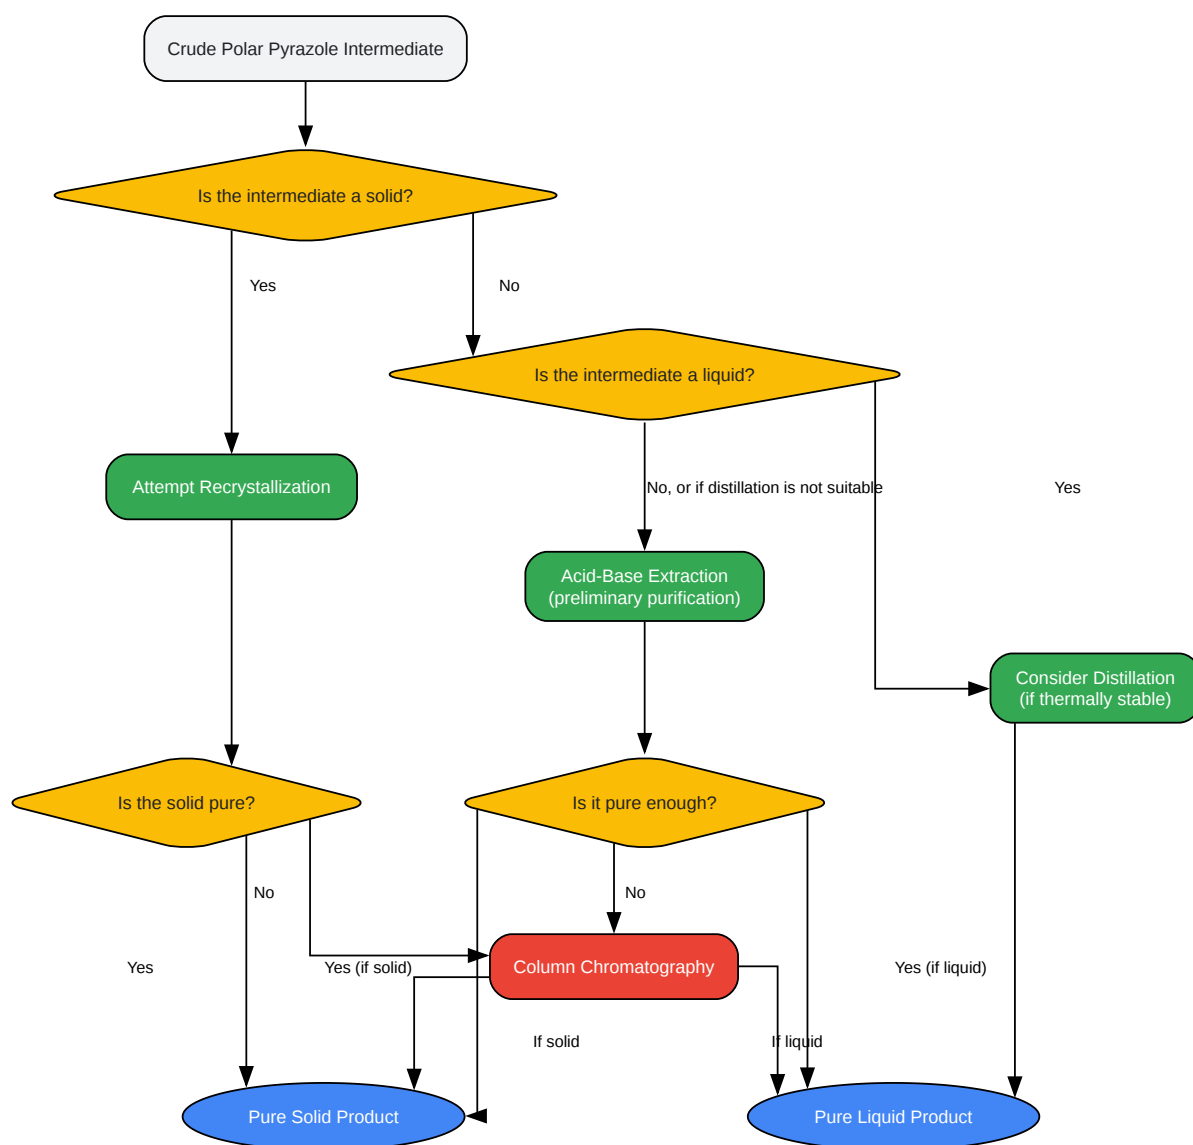 Crude Polar Pyrazole Intermediate
Is the intermediate a solid?
Yes
No
Is the intermediate a liquid?
Attempt Recrystallization
No, or if distillation is not suitable
Yes
Acid-Base Extraction
(preliminary purification)
Consider Distillation
(if thermally stable)
Is the solid pure?
Is it pure enough?
No
No
Yes
Yes (if solid)
Column Chromatography
Yes (if liquid)
If solid
If liquid
Pure Solid Product
Pure Liquid Product